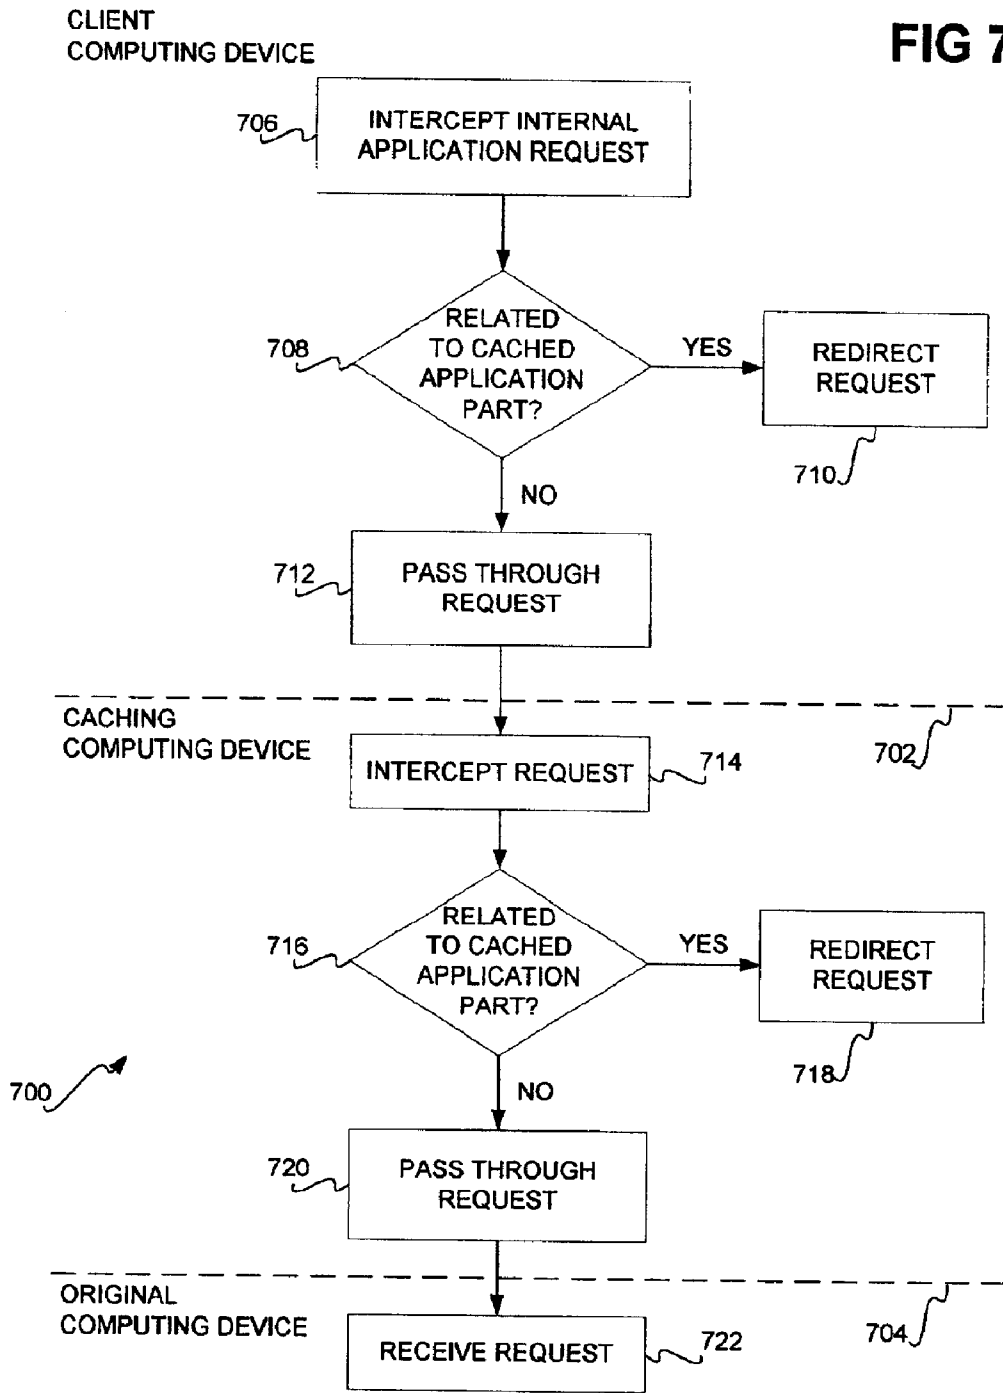 CLIENT
COMPUTING DEVICE
FIG 7
706
INTERCEPT INTERNAL
APPLICATION REQUEST
708
RELATED
TO CACHED
APPLICATION
PART?
YES
REDIRECT
REQUEST
710
NO
712
PASS THROUGH
REQUEST
CACHING
COMPUTING DEVICE
702
INTERCEPT REQUEST
714
716
RELATED
TO CACHED
APPLICATION
PART?
YES
REDIRECT
REQUEST
718
700
NO
720
PASS THROUGH
REQUEST
ORIGINAL
COMPUTING DEVICE
704
RECEIVE REQUEST
722